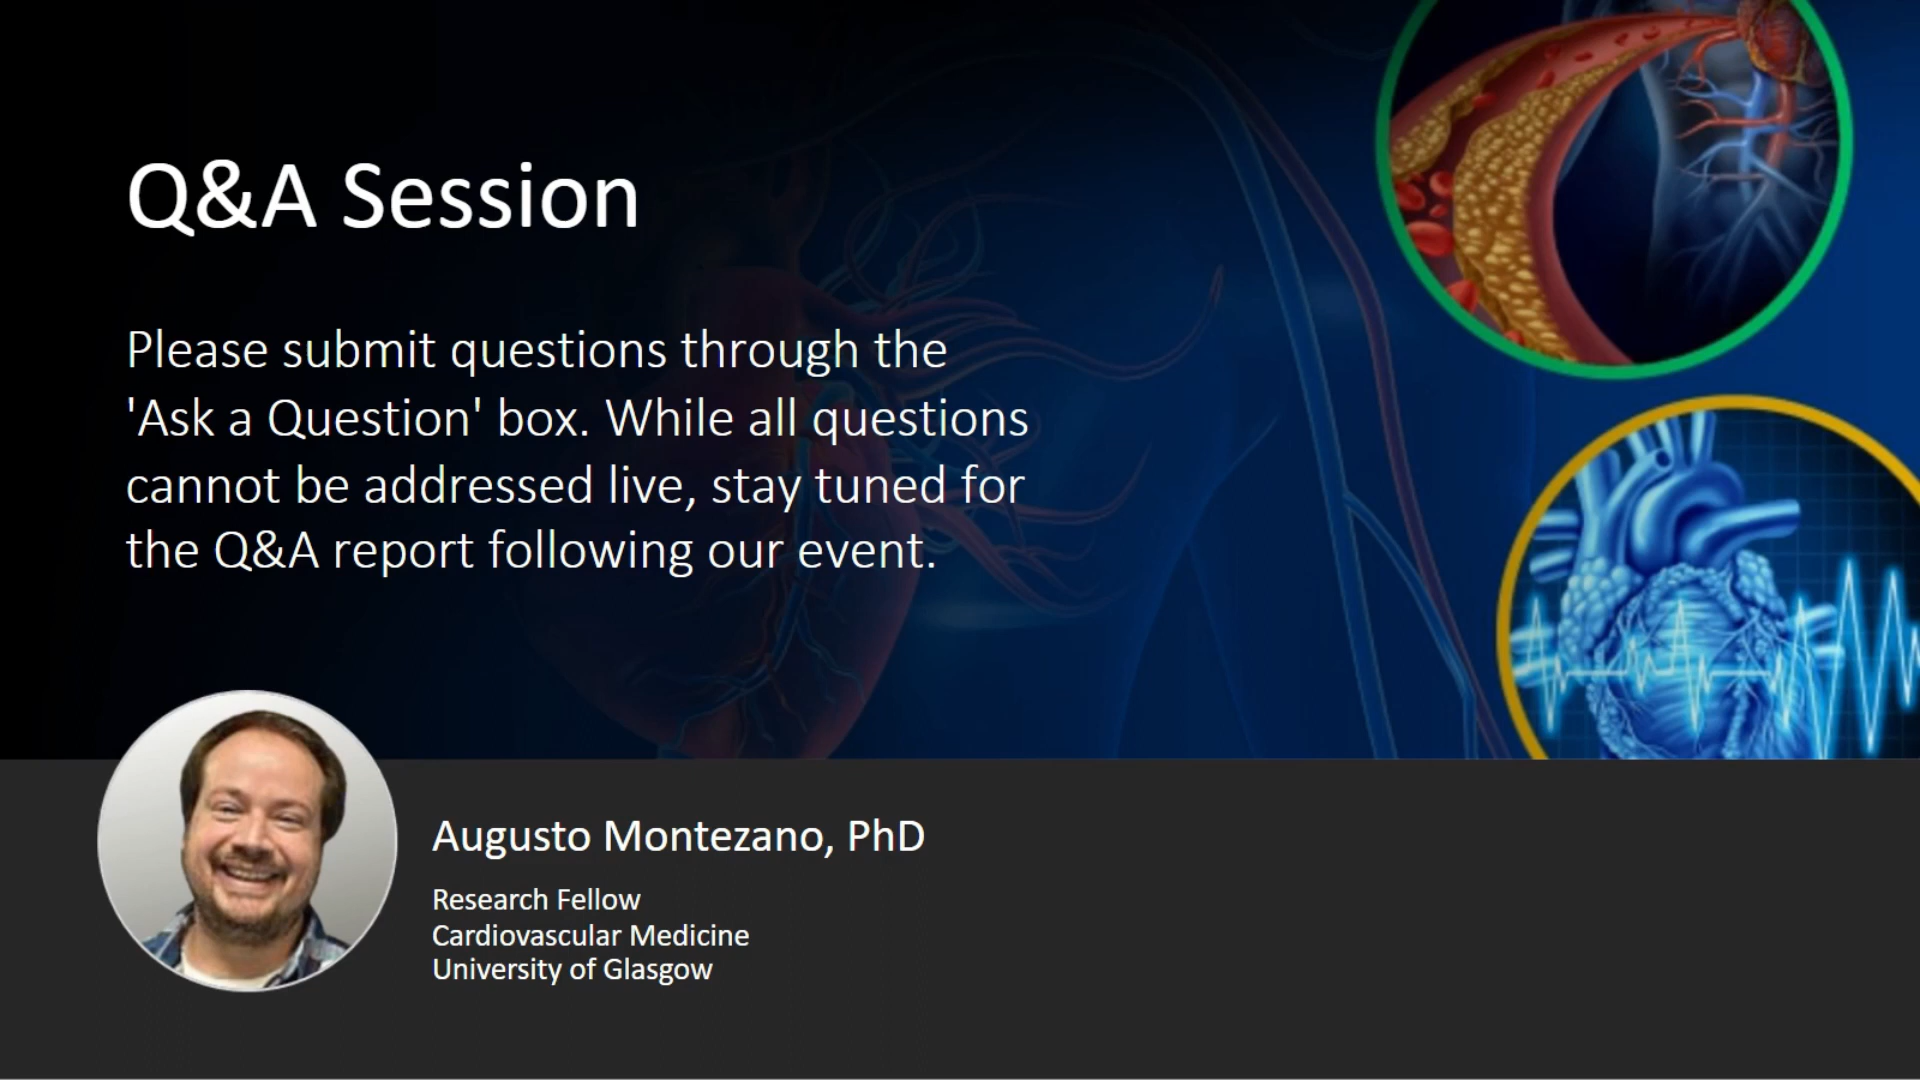 Q&A Session
Please submit questions through the
'Ask a Question' box. While all questions
cannot be addressed live, stay tuned for
the Q&A report following our event.
Augusto Montezano, PhD
Research Fellow
Cardiovascular Medicine
University of Glasgow